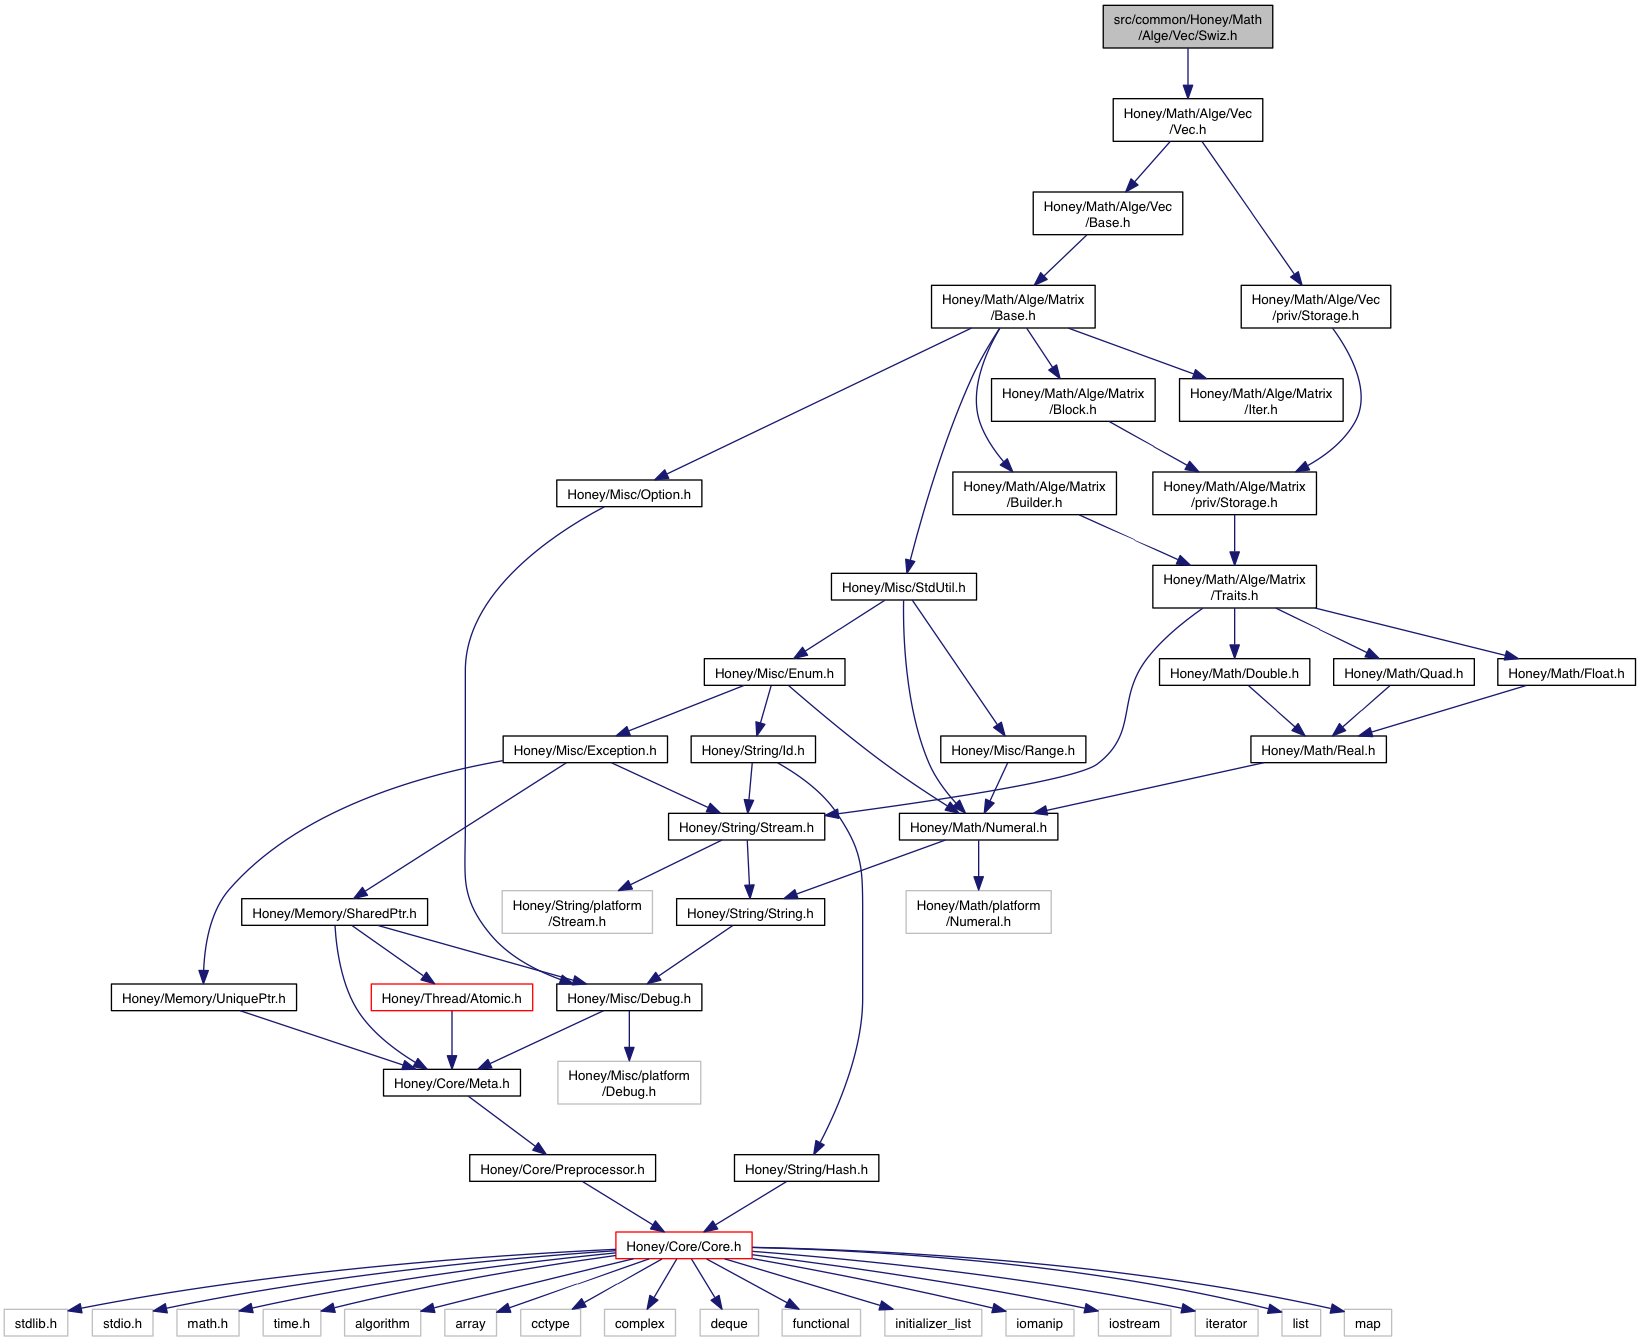 src/common/Honey/Math
/Alge/Vec/Swiz.h
Honey/Math/Alge/Vec
/Vec.h
Honey/Math/Alge/Vec
/Base.h
Honey/Math/Alge/Matrix
/Base.h
Honey/Math/Alge/Vec
/priv/Storage.h
Honey/Math/Alge/Matrix
/Block.h
Honey/Math/Alge/Matrix
/Iter.h
Honey/Misc/Option.h
Honey/Math/Alge/Matrix
/Builder.h
Honey/Math/Alge/Matrix
/priv/Storage.h
Honey/Misc/StdUtil.h
Honey/Math/Alge/Matrix
/Traits.h
Honey/Misc/Enum.h
Honey/Math/Double.h
Honey/Math/Quad.h
Honey/Math/Float.h
Honey/Misc/Exception.h
Honey/String/Id.h
Honey/Misc/Range.h
Honey/Math/Real.h
Honey/String/Stream.h
Honey/Math/Numeral.h
Honey/Memory/SharedPtr.h
Honey/String/platform
/Stream.h
Honey/String/String.h
Honey/Math/platform
/Numeral.h
Honey/Memory/UniquePtr.h
Honey/Thread/Atomic.h
Honey/Misc/Debug.h
Honey/Core/Meta.h
Honey/Misc/platform
/Debug.h
Honey/Core/Preprocessor.h
Honey/String/Hash.h
Honey/Core/Core.h
stdlib.h
stdio.h
math.h
time.h
algorithm
array
cctype
complex
deque
functional
initializer_list
iomanip
iostream
iterator
list
map